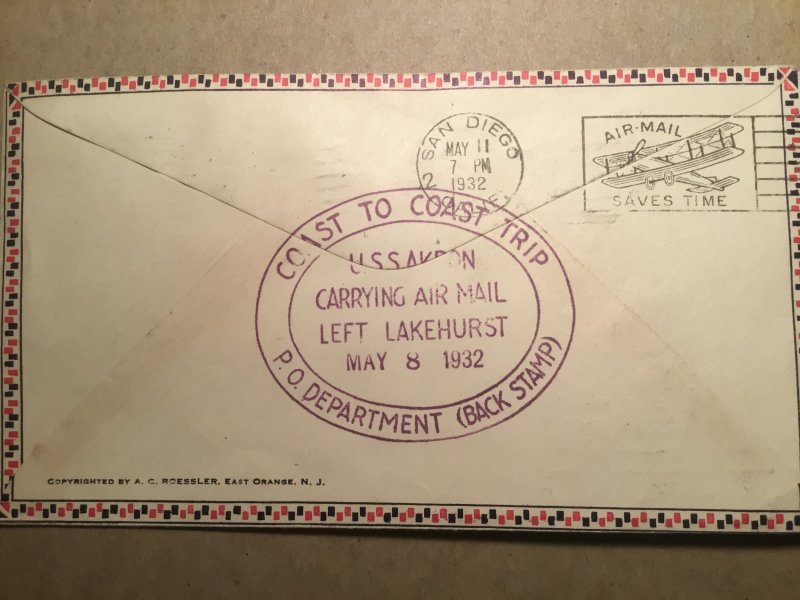 SAN DIEGO
MAY 11
7 PM
1932
2
AIR-MAIL
SAVES TIME
COAST TO COAST TRIP
U.S.S. AKRON
CARRYING AIR MAIL
LEFT LAKEHURST
MAY 8 1932
P.O. DEPARTMENT (BACK STAMP)
COPYRIGHTED BY A. C. ROESSLER, EAST ORANGE, N. J.